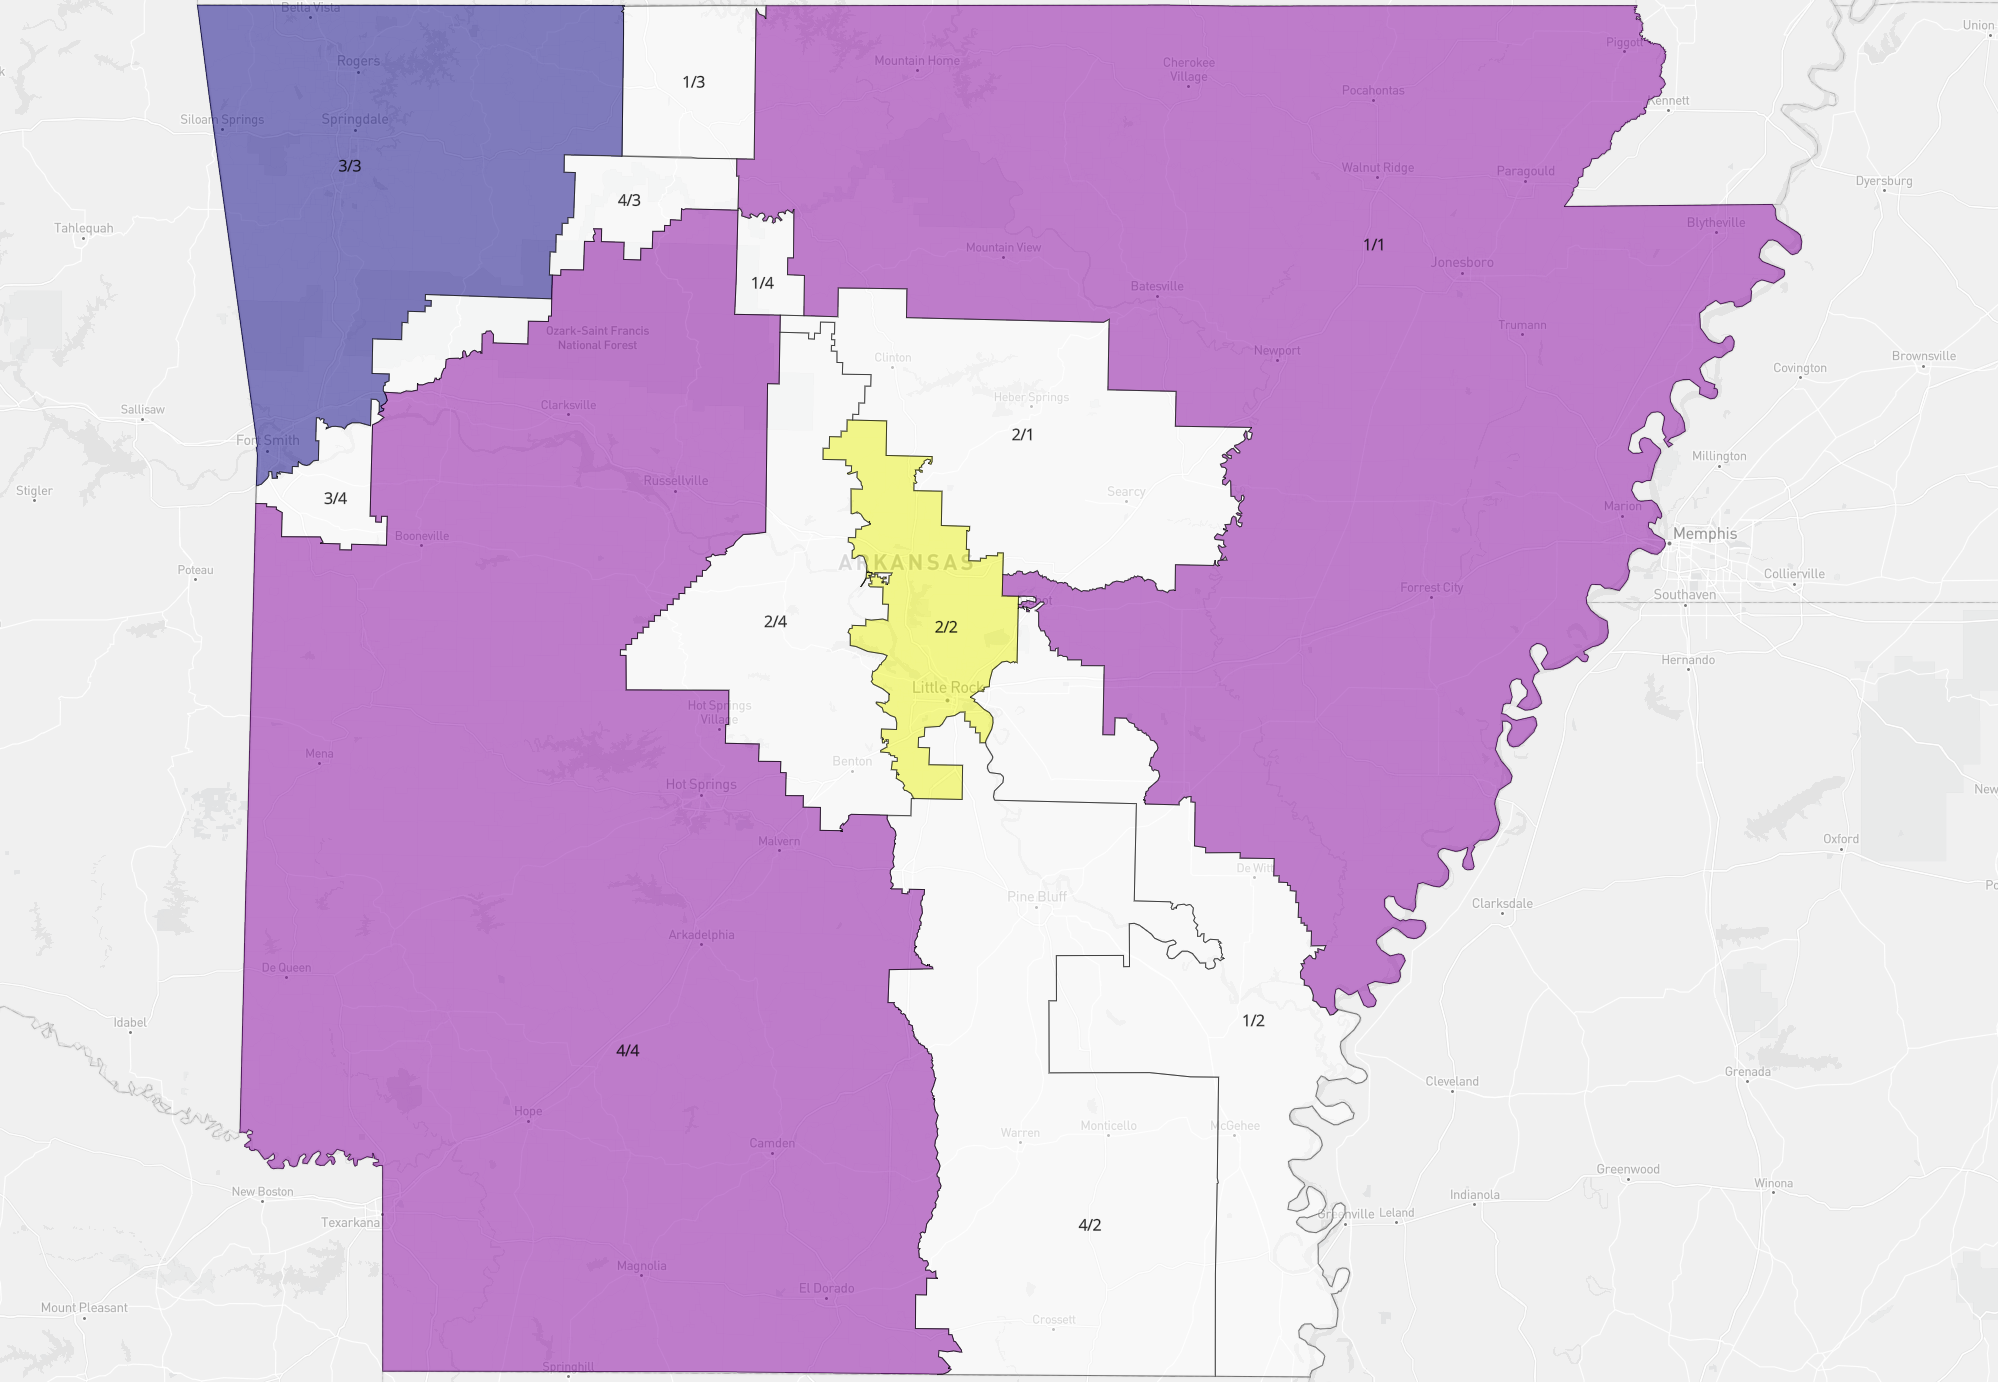 Bella Vista
Rogers
Siloam Springs
Springdale
3/3
1/3
4/3
1/4
Mountain Home
Cherokee
Village
Pocahontas
Piggott
Kennett
Union
Walnut Ridge
Paragould
Dyersburg
Blytheville
1/1
Mountain View
Jonesboro
Batesville
Trumann
Newport
Covington
Brownsville
Tahlequah
Ozark-Saint Francis
National Forest
Clinton
Heber Springs
2/1
Searcy
Clarksville
Russellville
Sallisaw
Fort Smith
Stigler
3/4
Booneville
Poteau
ARKANSAS
Millington
Marion
Memphis
Collierville
Southaven
Forrest City
Hernando
2/4
2/2
Little Rock
Hot Springs
Village
Mena
Hot Springs
Benton
Malvern
Pine Bluff
De Witt
Oxford
New
Clarksdale
Arkadelphia
De Queen
Idabel
4/4
1/2
Cleveland
Grenada
Hope
Camden
Warren
Monticello
McGehee
Greenwood
Winona
Indianola
Greenville
Leland
New Boston
Texarkana
4/2
Magnolia
El Dorado
Crossett
Mount Pleasant
Springhill